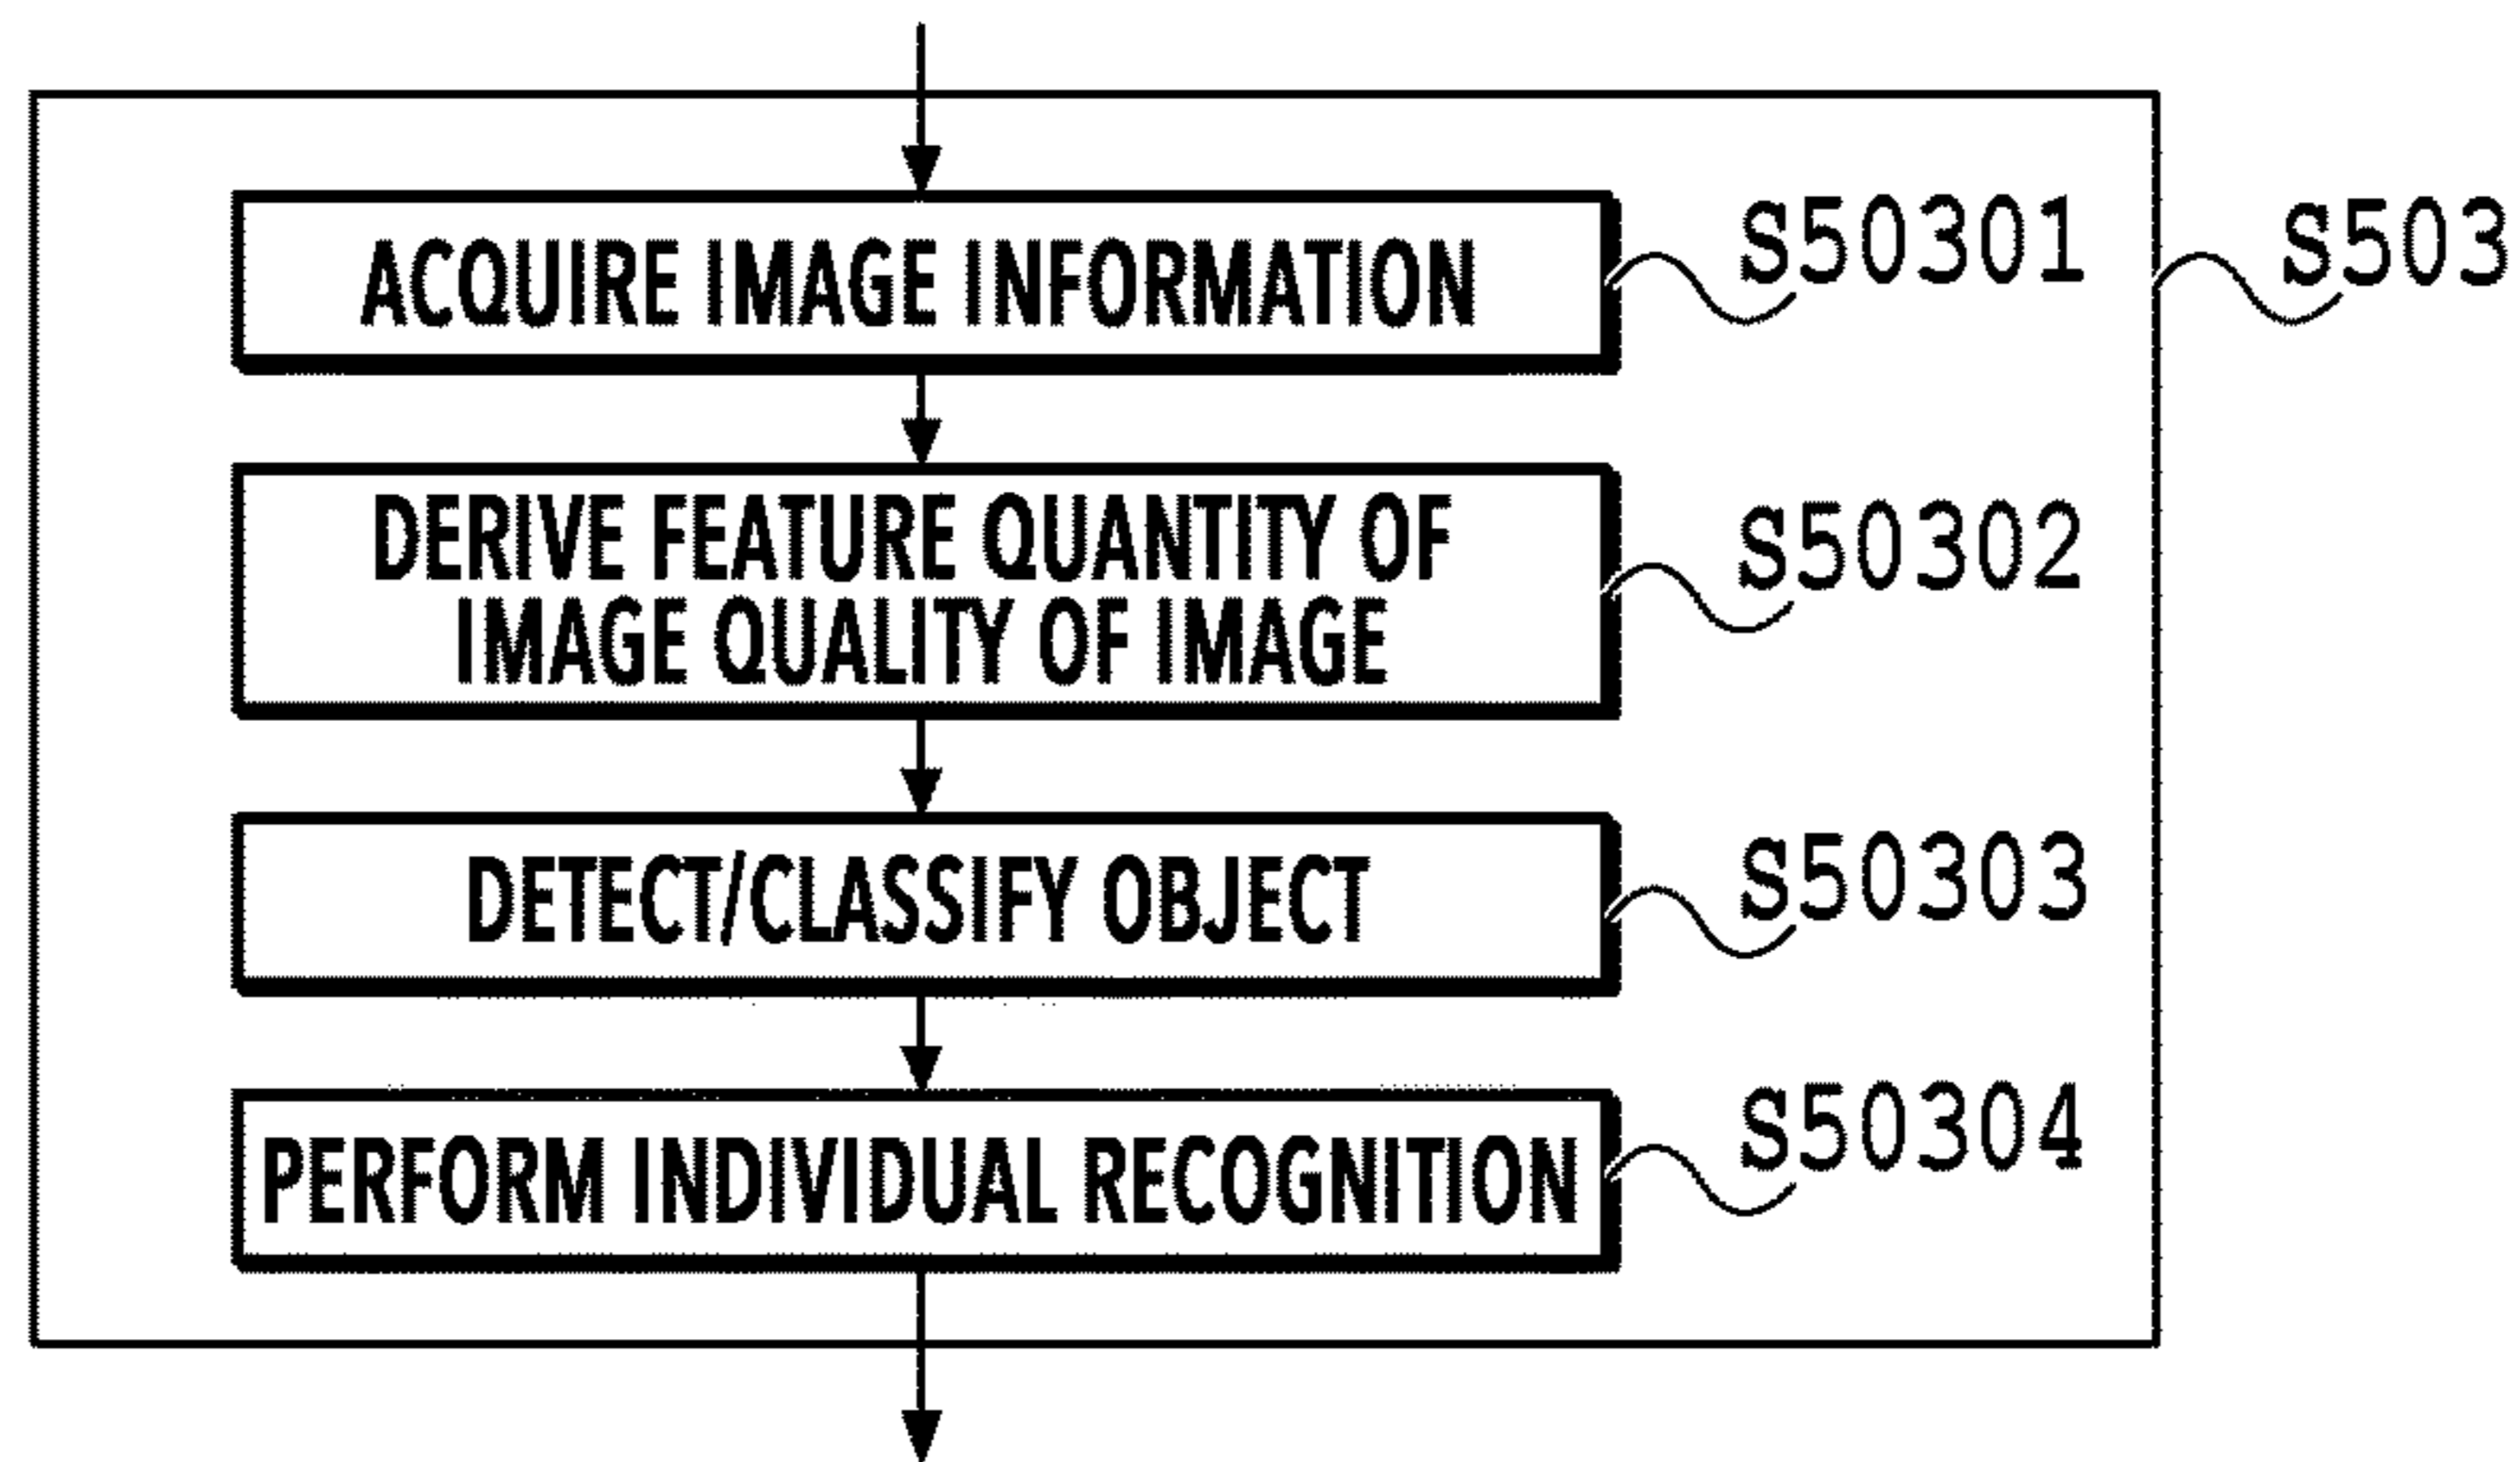 ACQUIRE IMAGE INFORMATION
S50301
S503
DERIVE FEATURE QUANTITY OF
IMAGE QUALITY OF IMAGE
S50302
DETECT/CLASSIFY OBJECT
S50303
PERFORM INDIVIDUAL RECOGNITION
S50304